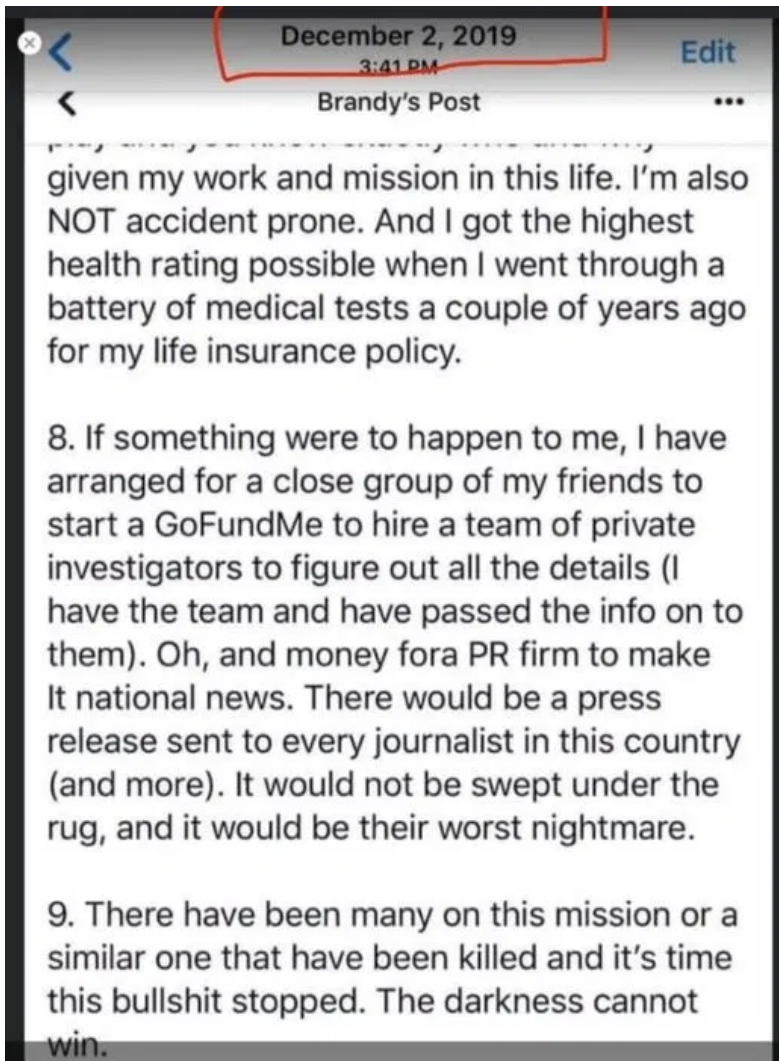 December 2, 2019
3:41 PM
Edit
Brandy's Post
given my work and mission in this life. I'm also
NOT accident prone. And I got the highest
health rating possible when I went through a
battery of medical tests a couple of years ago
for my life insurance policy.
8. If something were to happen to me, I have
arranged for a close group of my friends to
start a GoFundMe to hire a team of private
investigators to figure out all the details (I
have the team and have passed the info on to
them). Oh, and money fora PR firm to make
It national news. There would be a press
release sent to every journalist in this country
(and more). It would not be swept under the
rug, and it would be their worst nightmare.
9. There have been many on this mission or a
similar one that have been killed and it's time
this bullshit stopped. The darkness cannot
win.